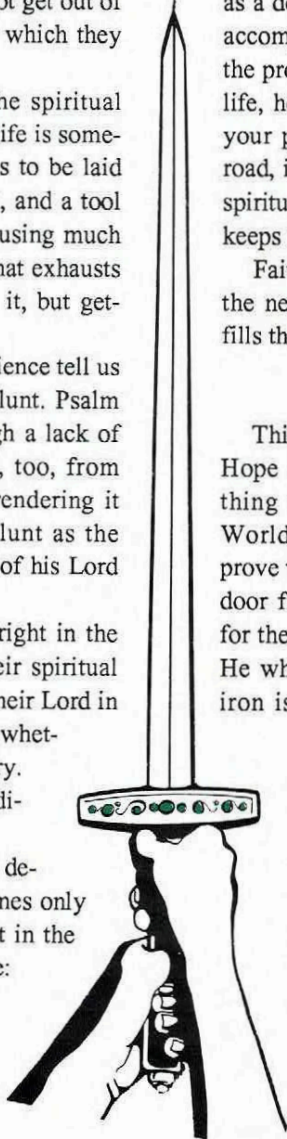 ot get out of
which they
he spiritual
ife is some-
s to be laid
, and a tool
using much
hat exhausts
it, but get-
ience tell us
lunt. Psalm
gh a lack of
, too, from
endering it
lunt as the
of his Lord
right in the
eir spiritual
heir Lord in
whet-
ry.
di-
de-
nes only
t in the
e:
as a de
accom
the pre
life, h
your p
road, i
spiritu
keeps
Fai
the ne
fills th
Thi
Hope
thing
World
prove
door f
for the
He wh
iron is